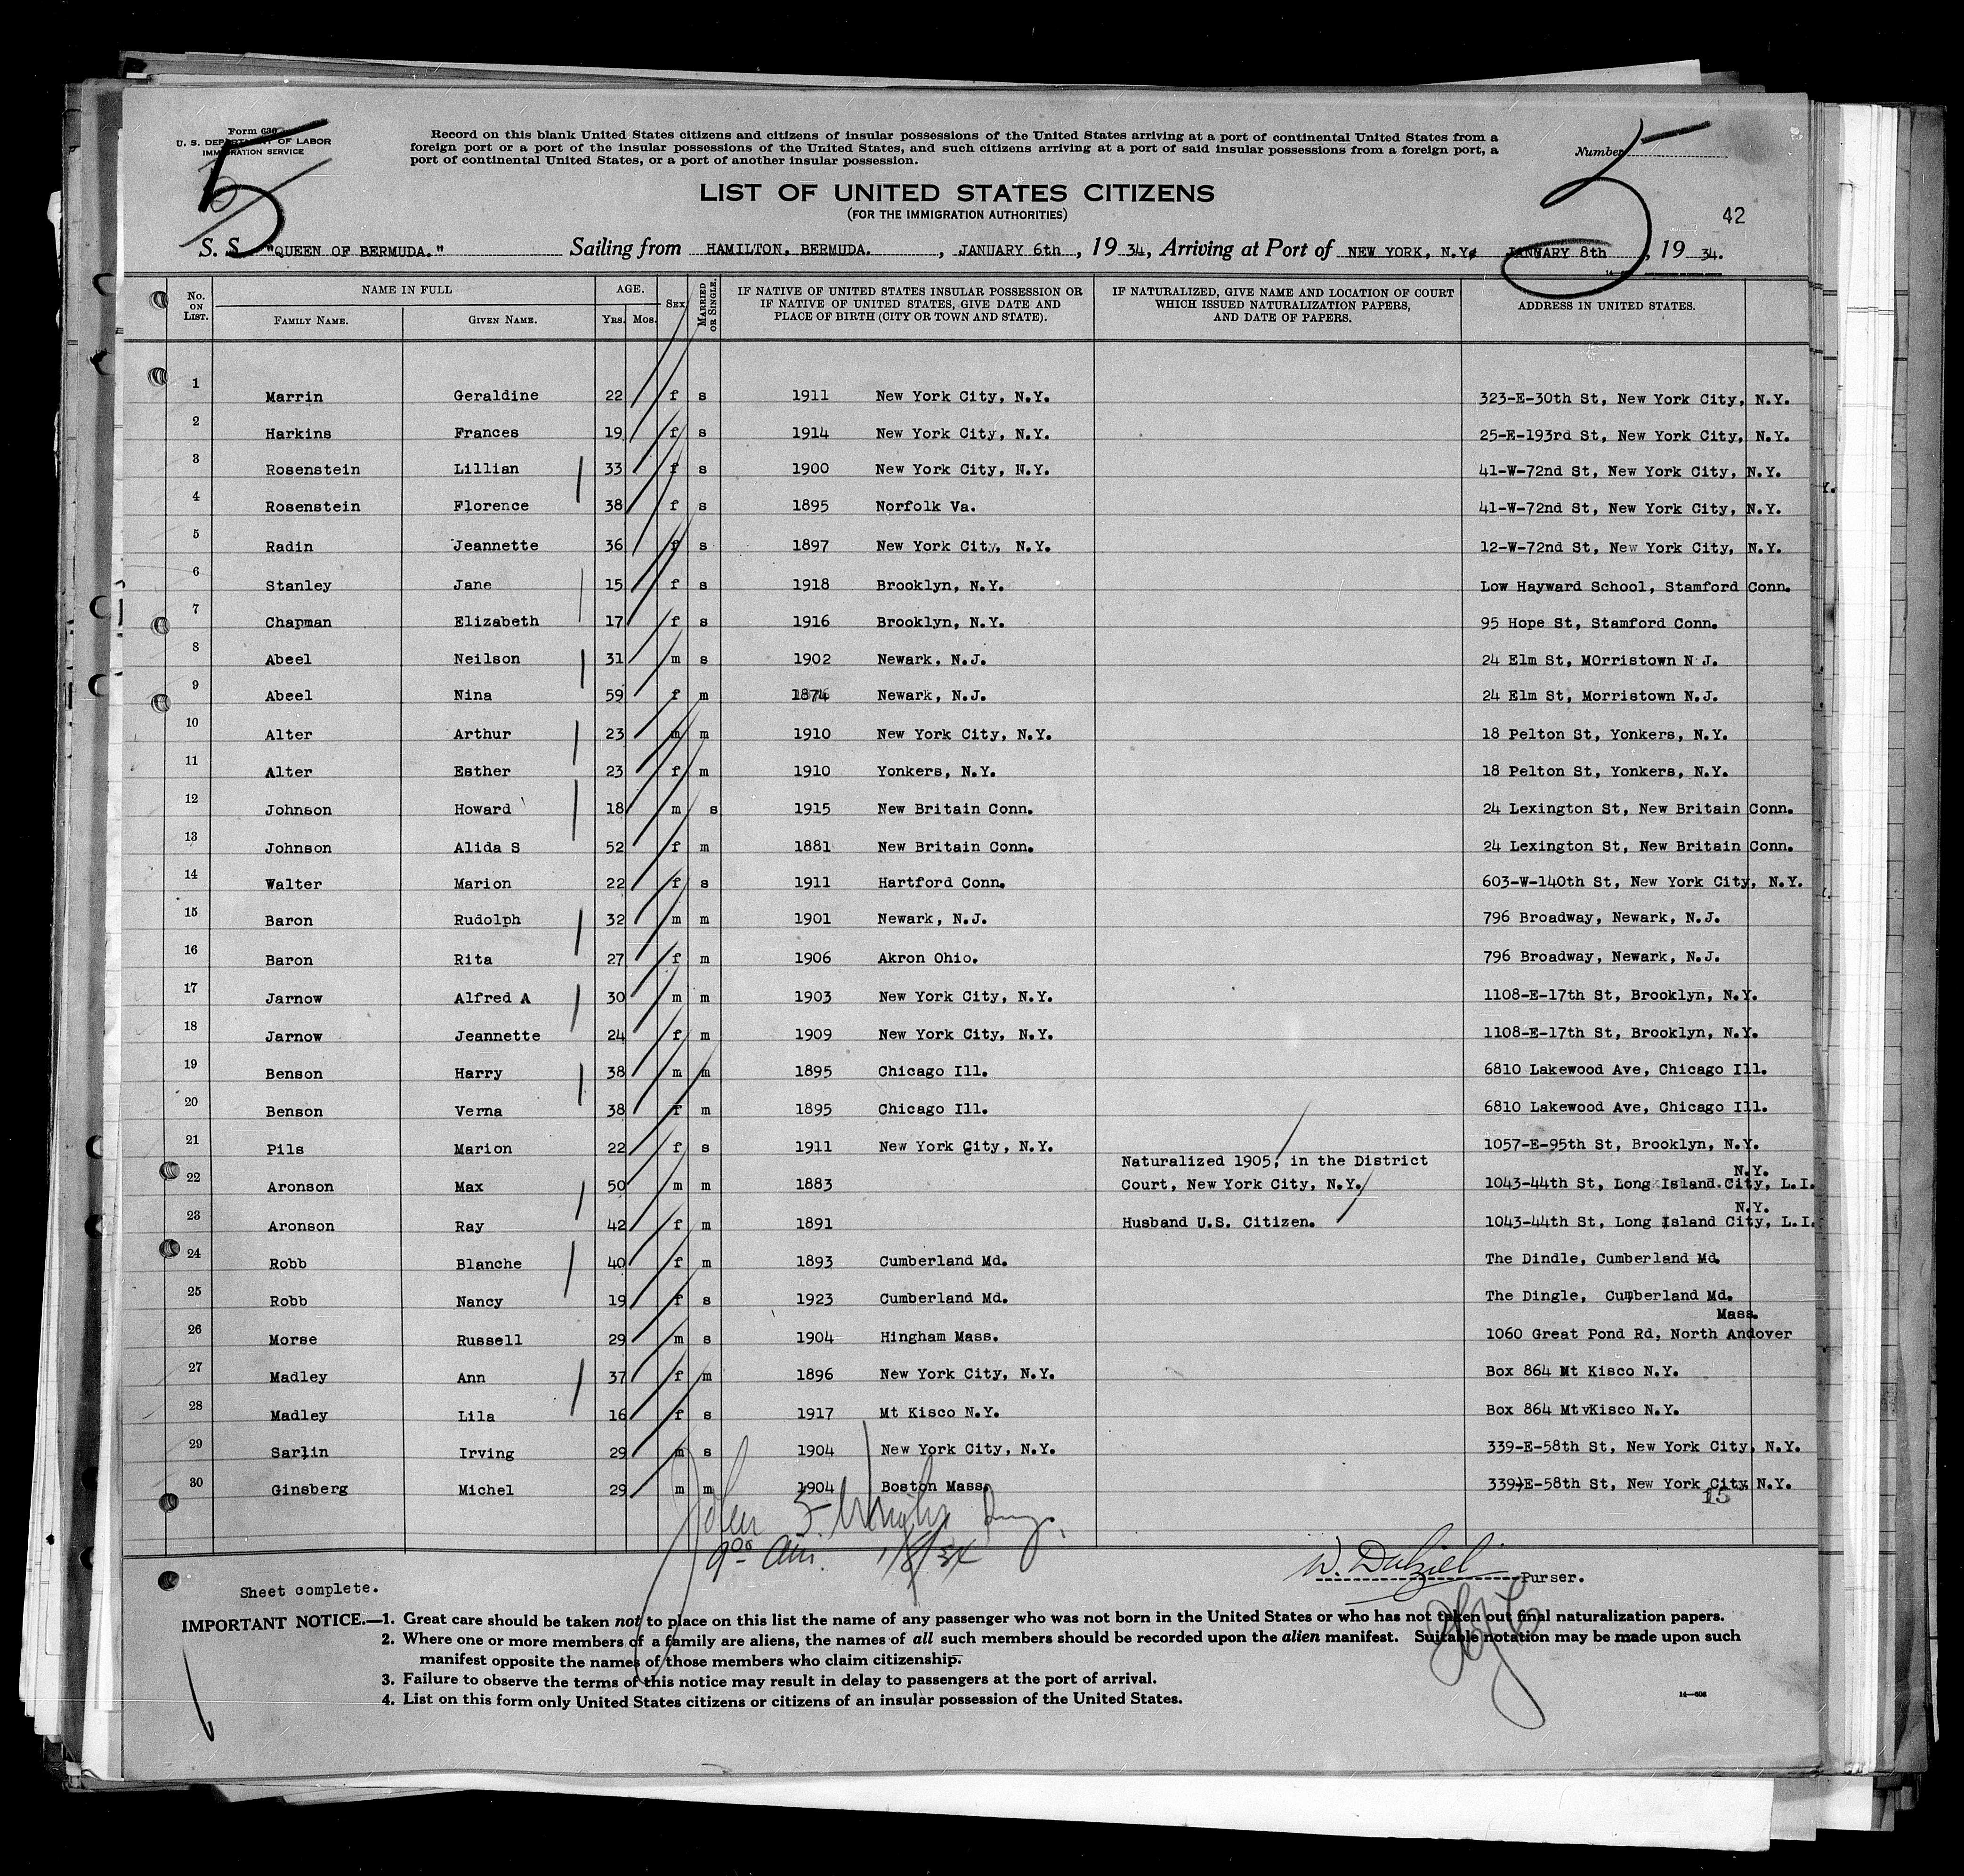 Form 630
U. S. DEPARTMENT OF LABOR
IMMIGRATION SERVICE
5
Record on this blank United States citizens and citizens of insular possessions of the United States arriving at a port of continental United States from a
foreign port or a port of the insular possessions of the United States, and such citizens arriving at a port of said insular possessions from a foreign port, a
port of continental United States, or a port of another insular possession.
Number
5
LIST OF UNITED STATES CITIZENS
(FOR THE IMMIGRATION AUTHORITIES)
42
S. S. "QUEEN OF BERMUDA." Sailing from HAMILTON, BERMUDA. , JANUARY 6th , 19 34, Arriving at Port of NEW YORK, N.Y. JANUARY 8th , 19 34.
No. ON LIST. NAME IN FULL FAMILY NAME. GIVEN NAME. AGE. Yrs. Mos. SEX MARRIED OR SINGLE. IF NATIVE OF UNITED STATES INSULAR POSSESSION OR IF NATIVE OF UNITED STATES, GIVE DATE AND PLACE OF BIRTH (CITY OR TOWN AND STATE). IF NATURALIZED, GIVE NAME AND LOCATION OF COURT WHICH ISSUED NATURALIZATION PAPERS, AND DATE OF PAPERS. ADDRESS IN UNITED STATES.
1 Marrin Geraldine 22 f s 1911 New York City, N.Y. 323-E-30th St, New York City, N.Y.
2 Harkins Frances 19 f s 1914 New York City, N.Y. 25-E-193rd St, New York City, N.Y.
3 Rosenstein Lillian 33 f s 1900 New York City, N.Y. 41-W-72nd St, New York City, N.Y.
4 Rosenstein Florence 38 f s 1895 Norfolk Va. 41-W-72nd St, New York City, N.Y.
5 Radin Jeannette 36 f s 1897 New York City, N.Y. 12-W-72nd St, New York City, N.Y.
6 Stanley Jane 15 f s 1918 Brooklyn, N.Y. Low Hayward School, Stamford Conn.
7 Chapman Elizabeth 17 f s 1916 Brooklyn, N.Y. 95 Hope St, Stamford Conn.
8 Abeel Neilson 31 m s 1902 Newark, N.J. 24 Elm St, MOrristown N J.
9 Abeel Nina 59 f m 1874 Newark, N.J. 24 Elm St, Morristown N.J.
10 Alter Arthur 23 m m 1910 New York City, N.Y. 18 Pelton St, Yonkers, N.Y.
11 Alter Esther 23 f m 1910 Yonkers, N.Y. 18 Pelton St, Yonkers, N.Y.
12 Johnson Howard 18 m s 1915 New Britain Conn. 24 Lexington St, New Britain Conn.
13 Johnson Alida S 52 f m 1881 New Britain Conn. 24 Lexington St, New Britain Conn.
14 Walter Marion 22 f s 1911 Hartford Conn. 603-W-140th St, New York City, N.Y.
15 Baron Rudolph 32 m m 1901 Newark, N.J. 796 Broadway, Newark, N.J.
16 Baron Rita 27 f m 1906 Akron Ohio. 796 Broadway, Newark, N.J.
17 Jarnow Alfred A 30 m m 1903 New York City, N.Y. 1108-E-17th St, Brooklyn, N.Y.
18 Jarnow Jeannette 24 f m 1909 New York City, N.Y. 1108-E-17th St, Brooklyn, N.Y.
19 Benson Harry 38 m m 1895 Chicago Ill. 6810 Lakewood Ave, Chicago Ill.
20 Benson Verna 38 f m 1895 Chicago Ill. 6810 Lakewood Ave, Chicago Ill.
21 Pils Marion 22 f s 1911 New York City, N.Y. 1057-E-95th St, Brooklyn, N.Y.
Naturalized 1905, in the District N.Y.
22 Aronson Max 50 m m 1883 Court, New York City, N.Y. 1043-44th St, Long Island City, L.I.
N.Y.
23 Aronson Ray 42 f m 1891 Husband U.S. Citizen. 1043-44th St, Long Island City, L.I.
24 Robb Blanche 40 f m 1893 Cumberland Md. The Dindle, Cumberland Md.
25 Robb Nancy 19 f s 1923 Cumberland Md. The Dingle, Cumberland Md.
Mass.
26 Morse Russell 29 m s 1904 Hingham Mass. 1060 Great Pond Rd, North Andover
27 Madley Ann 37 f m 1896 New York City, N.Y. Box 864 Mt Kisco N.Y.
28 Madley Lila 16 f s 1917 Mt Kisco N.Y. Box 864 Mt Kisco N.Y.
29 Sarlin Irving 29 m s 1904 New York City, N.Y. 339-E-58th St, New York City, N.Y.
30 Ginsberg Michel 29 m m 1904 Boston Mass. 339-E-58th St, New York City N.Y.
15
900 Am. 1/8/34
W. Dalziel Purser.
Sheet complete.
IMPORTANT NOTICE.—1. Great care should be taken not to place on this list the name of any passenger who was not born in the United States or who has not taken out final naturalization papers.
2. Where one or more members of a family are aliens, the names of all such members should be recorded upon the alien manifest. Suitable notation may be made upon such
manifest opposite the names of those members who claim citizenship.
3. Failure to observe the terms of this notice may result in delay to passengers at the port of arrival.
4. List on this form only United States citizens or citizens of an insular possession of the United States.